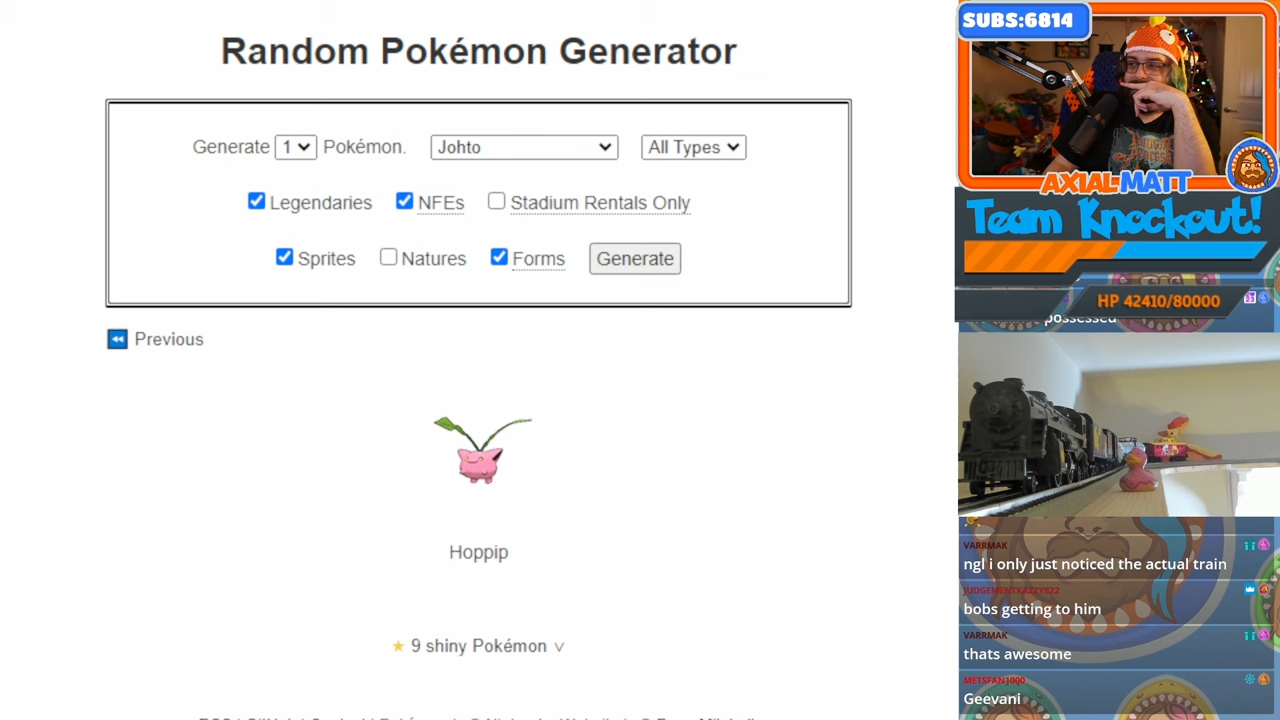 Random Pokémon Generator
Generate 1 Pokémon. Johto All Types
Legendaries NFEs Stadium Rentals Only
Sprites Natures Forms Generate
Previous
Hoppip
9 shiny Pokémon
SUBS:6814
AXIALMATT
Team Knockout!
HP 42410/80000
possessed
VARRMAK
ngl i only just noticed the actual train
bobs getting to him
VARRMAK
thats awesome
METSFAN1000
Geevani